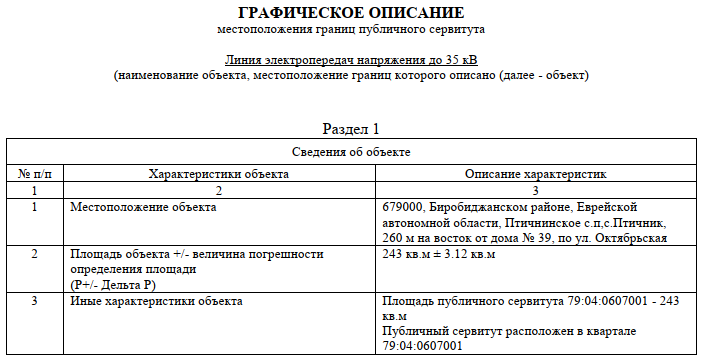 ГРАФИЧЕСКОЕ ОПИСАНИЕ
местоположения границ публичного сервитута
Линия электропередач напряжения до 35 кВ
(наименование объекта, местоположение границ которого описано (далее - объект)
Раздел 1
Сведения об объекте
№ п/п Характеристики объекта Описание характеристик
1 2 3
1 Местоположение объекта 679000, Биробиджанском районе, Еврейской
автономной области, Птичнинское с.п,с.Птичник,
260 м на восток от дома № 39, по ул. Октябрьская
2 Площадь объекта +/- величина погрешности 243 кв.м ± 3.12 кв.м
определения площади
(Р+/- Дельта Р)
3 Иные характеристики объекта Площадь публичного сервитута 79:04:0607001 - 243
кв.м
Публичный сервитут расположен в квартале
79:04:0607001